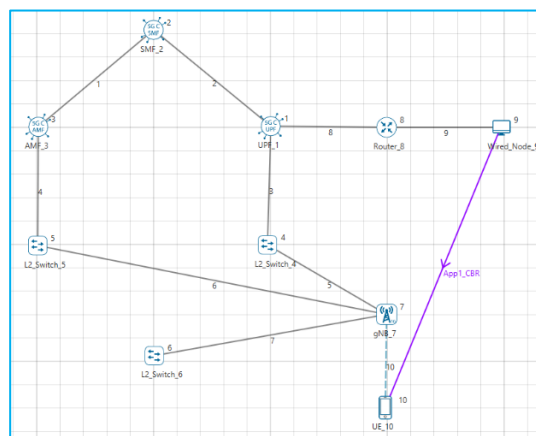 2
5G C
SMF
SMF_2
1
2
3
5G C
AMF
AMF_3
1
5G C
UPF
UPF_1
8
8
Router_8
9
9
Wired_Node_9
4
3
5
L2_Switch_5
4
L2_Switch_4
App1_CBR
6
5
7
gNB_7
6
L2_Switch_6
7
10
10
UE_10